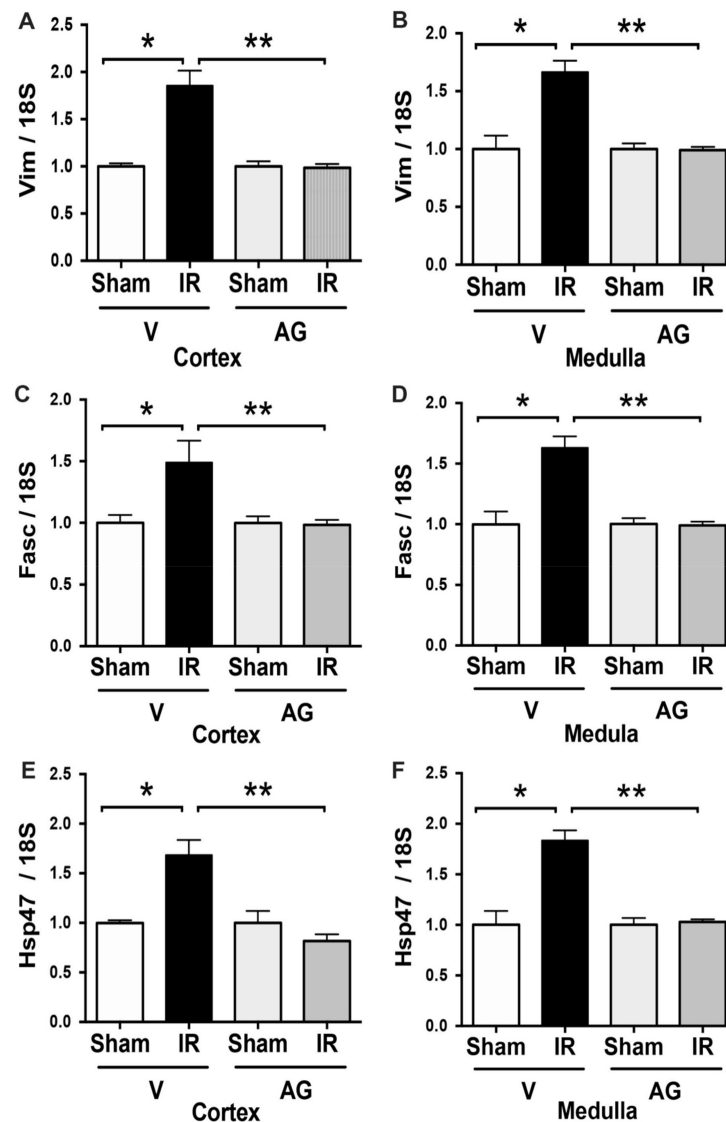 A
* **
Vim / 18S
2.5
2.0
1.5
1.0
0.5
0.0
Sham IR Sham IR
V AG
Cortex
B
* **
Vim / 18S
2.0
1.5
1.0
0.5
0.0
Sham IR Sham IR
V AG
Medulla
C
* **
Fasc / 18S
2.0
1.5
1.0
0.5
0.0
Sham IR Sham IR
V AG
Cortex
D
* **
Fasc / 18S
2.0
1.5
1.0
0.5
0.0
Sham IR Sham IR
V AG
Medula
E
* **
Hsp47 / 18S
2.5
2.0
1.5
1.0
0.5
0.0
Sham IR Sham IR
V AG
Cortex
F
* **
Hsp47 / 18S
2.5
2.0
1.5
1.0
0.5
0.0
Sham IR Sham IR
V AG
Medulla